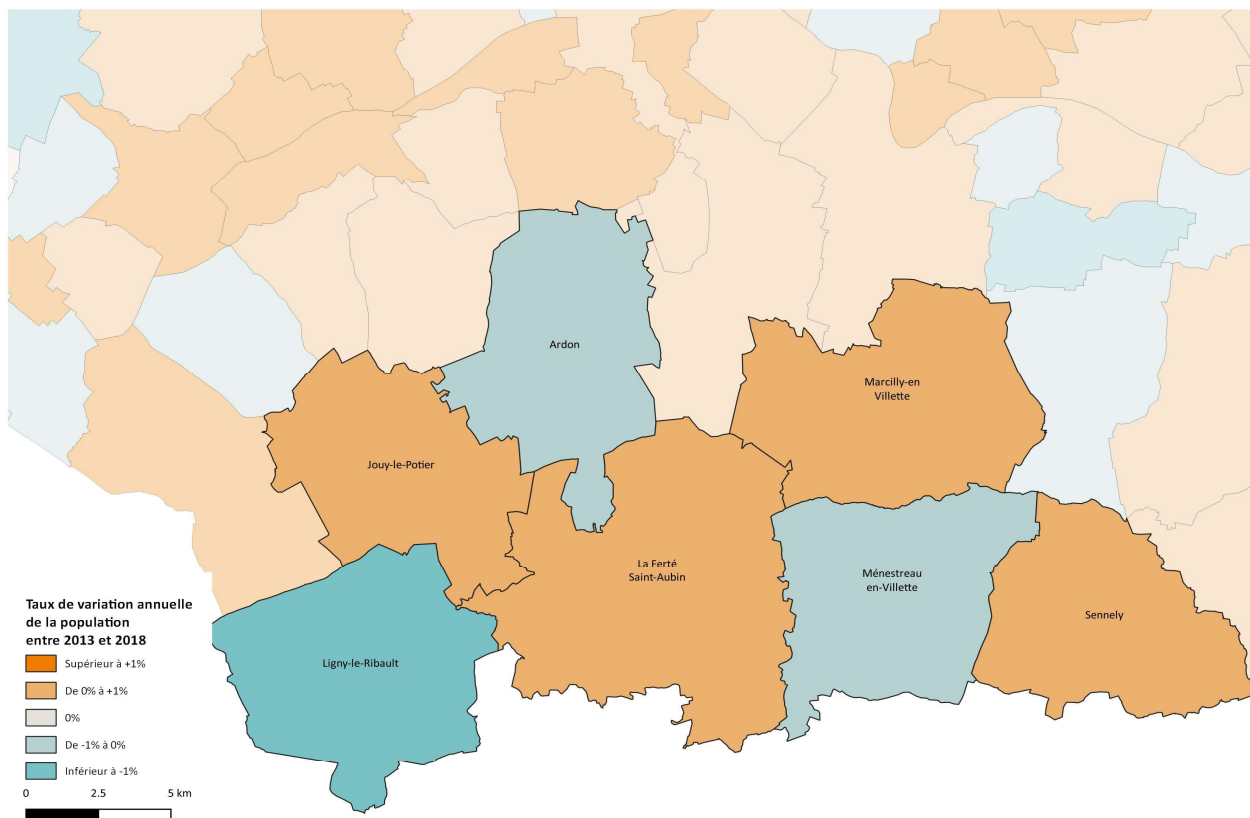 Ardon
Marcilly-en
Villette
Jouy-le-Potier
La Ferté
Saint-Aubin
Ménestreau
en-Villette
Sennely
Ligny-le-Ribault
Taux de variation annuelle
de la population
entre 2013 et 2018
Supérieur à +1%
De 0% à +1%
0%
De -1% à 0%
Inférieur à -1%
0 2.5 5 km